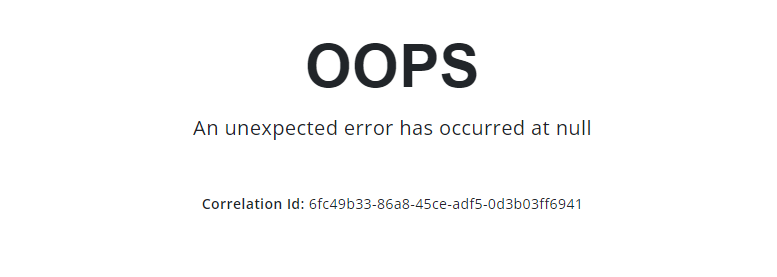 OOPS
An unexpected error has occurred at null
Correlation Id: 6fc49b33-86a8-45ce-adf5-0d3b03ff6941